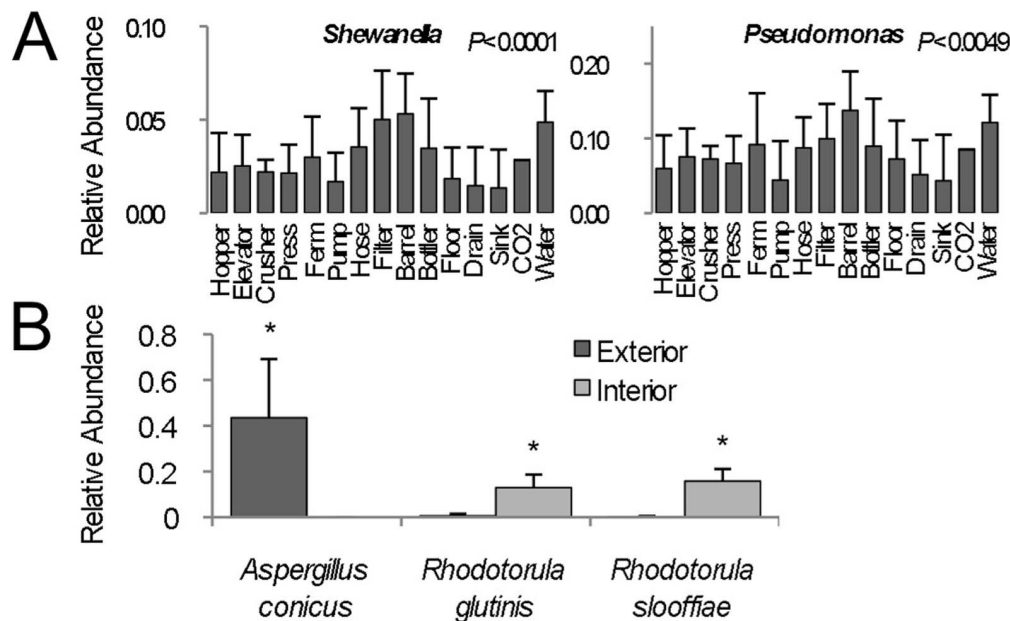 A
Shewanella
P<0.0001
Relative Abundance
0.10
0.05
0.00
Hopper
Elevator
Crusher
Press
Ferm
Pump
Hose
Filter
Barrel
Bottler
Floor
Drain
Sink
CO2
Water
Pseudomonas
P<0.0049
0.20
0.10
0.00
Hopper
Elevator
Crusher
Press
Ferm
Pump
Hose
Filter
Barrel
Bottler
Floor
Drain
Sink
CO2
Water
B
Relative Abundance
0.8
0.6
0.4
0.2
0
*
*
*
Exterior
Interior
Aspergillus
conicus
Rhodotorula
glutinis
Rhodotorula
slooffiae